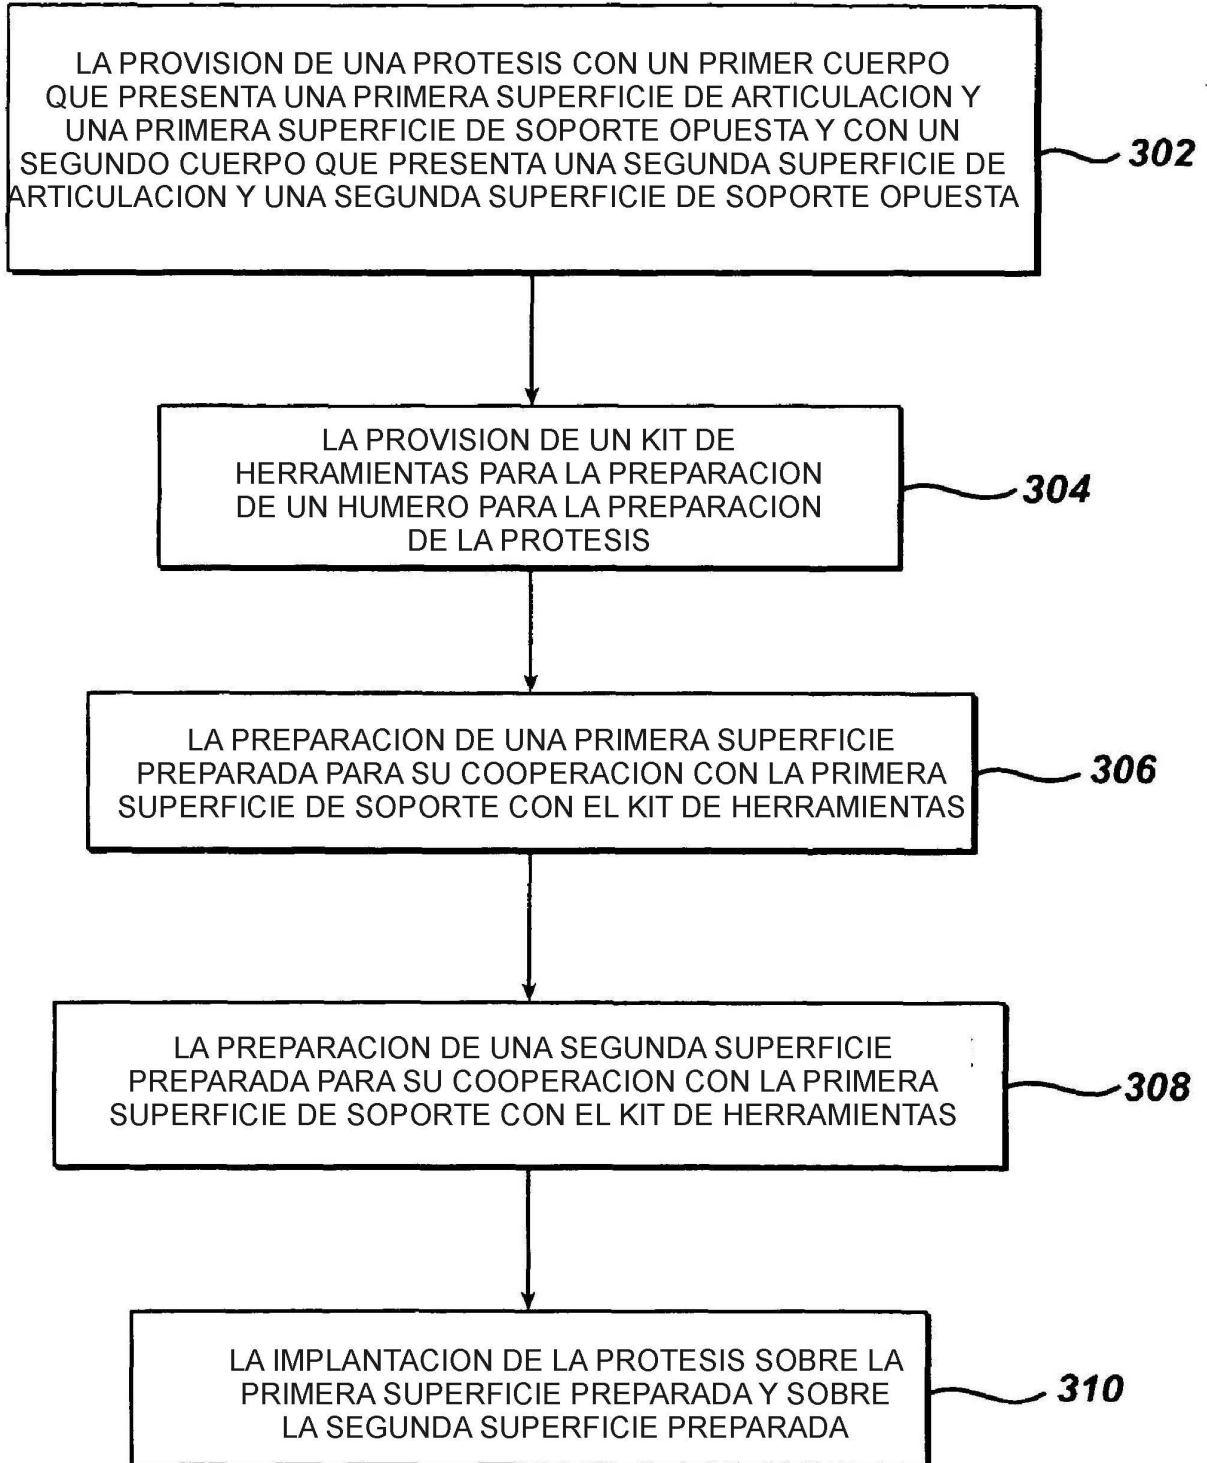 LA PROVISION DE UNA PROTESIS CON UN PRIMER CUERPO
QUE PRESENTA UNA PRIMERA SUPERFICIE DE ARTICULACION Y
UNA PRIMERA SUPERFICIE DE SOPORTE OPUESTA Y CON UN
SEGUNDO CUERPO QUE PRESENTA UNA SEGUNDA SUPERFICIE DE
ARTICULACION Y UNA SEGUNDA SUPERFICIE DE SOPORTE OPUESTA
302
LA PROVISION DE UN KIT DE
HERRAMIENTAS PARA LA PREPARACION
DE UN HUMERO PARA LA PREPARACION
DE LA PROTESIS
304
LA PREPARACION DE UNA PRIMERA SUPERFICIE
PREPARADA PARA SU COOPERACION CON LA PRIMERA
SUPERFICIE DE SOPORTE CON EL KIT DE HERRAMIENTAS
306
LA PREPARACION DE UNA SEGUNDA SUPERFICIE
PREPARADA PARA SU COOPERACION CON LA PRIMERA
SUPERFICIE DE SOPORTE CON EL KIT DE HERRAMIENTAS
308
LA IMPLANTACION DE LA PROTESIS SOBRE LA
PRIMERA SUPERFICIE PREPARADA Y SOBRE
LA SEGUNDA SUPERFICIE PREPARADA
310